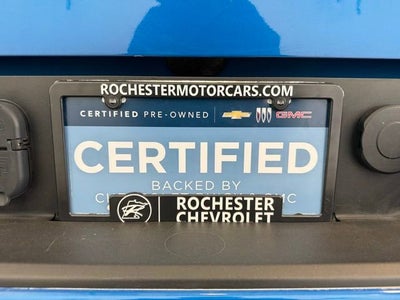 ROCHESTERMOTORCARS.COM
CERTIFIED PRE-OWNED GMC
CERTIFIED
BACKED BY
ROCHESTER
CHEVROLET